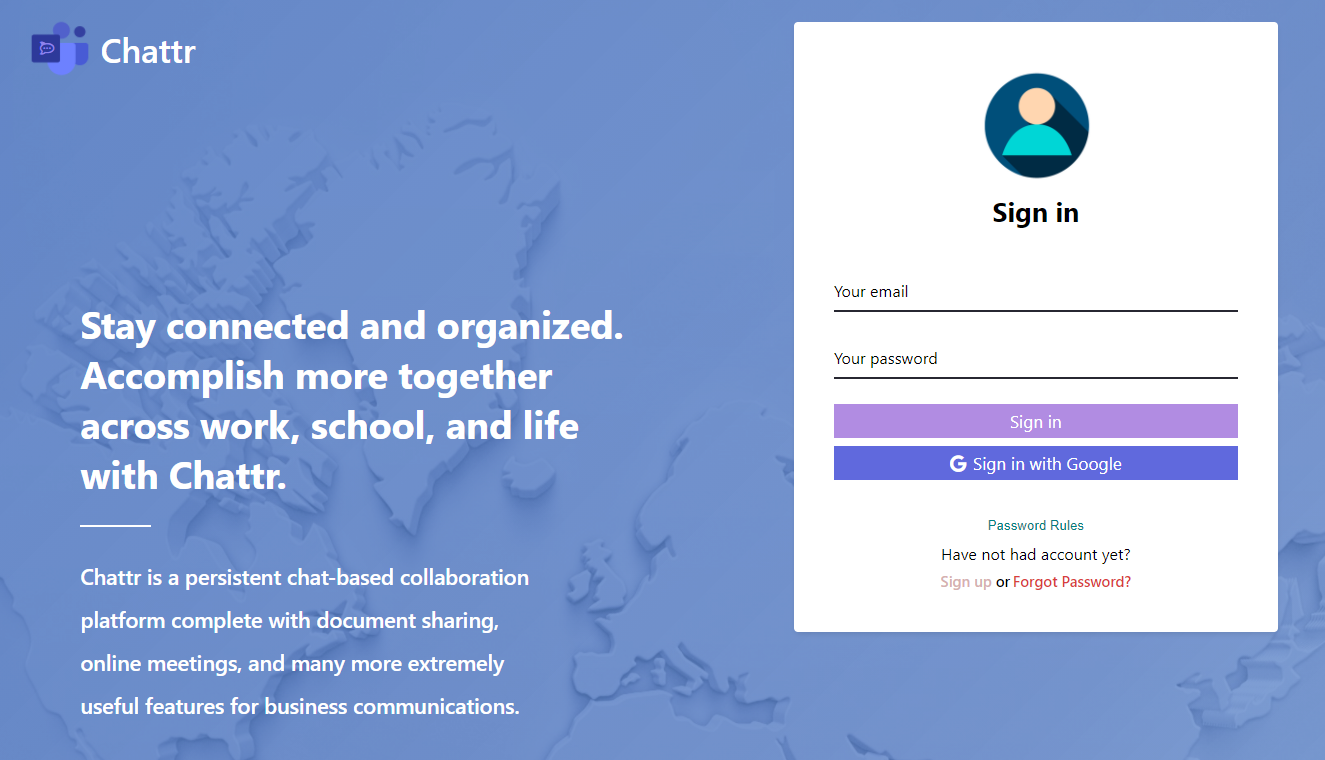 Chattr
Stay connected and organized.
Accomplish more together
across work, school, and life
with Chattr.
Chattr is a persistent chat-based collaboration
platform complete with document sharing,
online meetings, and many more extremely
useful features for business communications.
Sign in
Your email
Your password
Sign in
G Sign in with Google
Password Rules
Have not had account yet?
Sign up or Forgot Password?